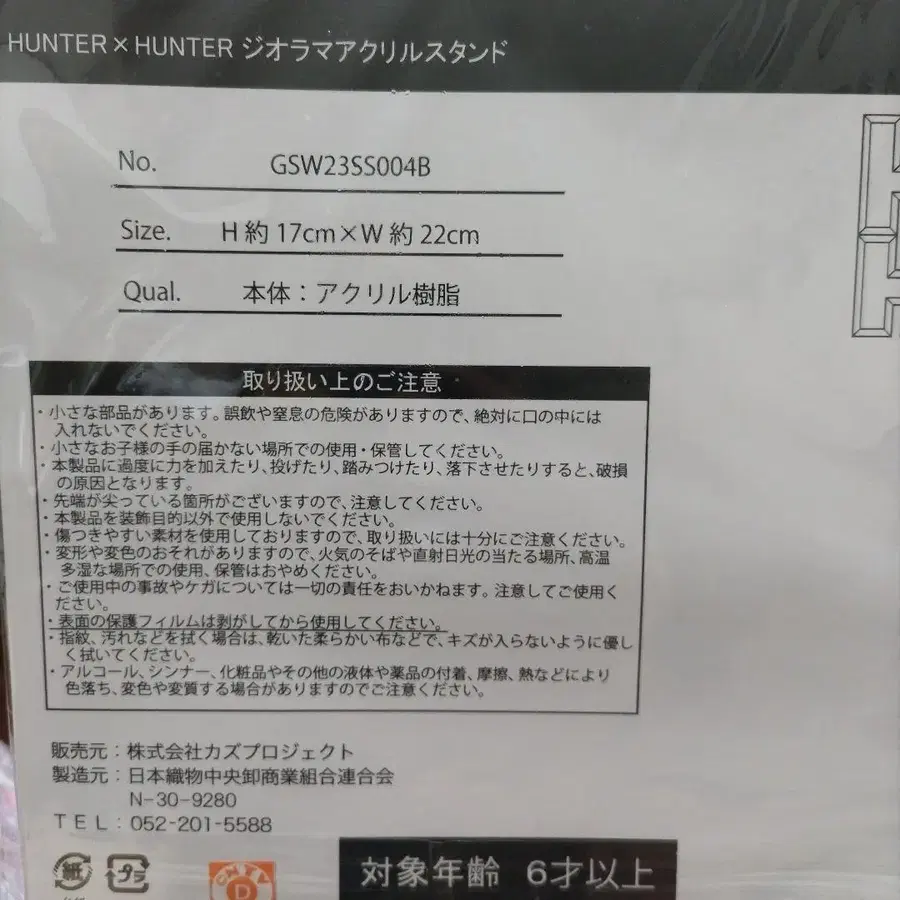 HUNTER×HUNTER ジオラマアクリルスタンド
No. GSW23SS004B
Size. H 約 17cm×W 約 22cm
Qual. 本体：アクリル樹脂
取り扱い上のご注意
・小さな部品があります。誤飲や窒息の危険がありますので、絶対に口の中には
入れないでください。
・小さなお子様の手の届かない場所での使用・保管してください。
・本製品に過度に力を加えたり、投げたり、踏みつけたり、落下させたりすると、破損
の原因となります。
・先端が尖っている箇所がございますので、注意してください。
・本製品を装飾目的以外で使用しないでください。
・傷つきやすい素材を使用しておりますので、取り扱いには十分にご注意ください。
・変形や変色のおそれがありますので、火気のそばや直射日光の当たる場所、高温
多湿な場所での使用、保管はおやめください。
・ご使用中の事故やケガについては一切の責任をおいかねます。注意してご使用く
ださい。
・表面の保護フィルムは剥がしてから使用してください。
・指紋、汚れなどを拭く場合は、乾いた柔らかい布などで、キズが入らないように優し
く拭いてください。
・アルコール、シンナー、化粧品やその他の液体や薬品の付着、摩擦、熱などにより
色落ち、変色や変質する場合がありますのでご注意ください。
販売元：株式会社カズプロジェクト
製造元：日本織物中央卸商業組合連合会
N-30-9280
ＴＥＬ：052-201-5588
紙 プラ
D
対象年齢 6才以上